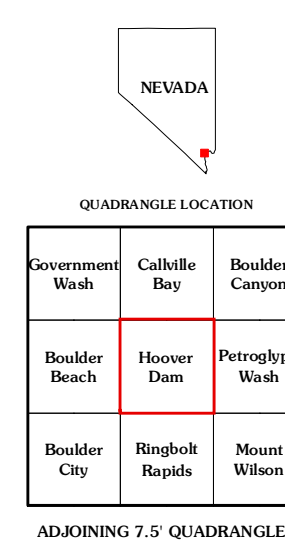 NEVADA
QUADRANGLE LOCATION
Government Wash
Callville Bay
Boulder Canyon
Boulder Beach
Hoover Dam
Petroglyp
Wash
Boulder City
Ringbolt Rapids
Mount Wilson
ADJOINING 7.5' QUADRANGLE